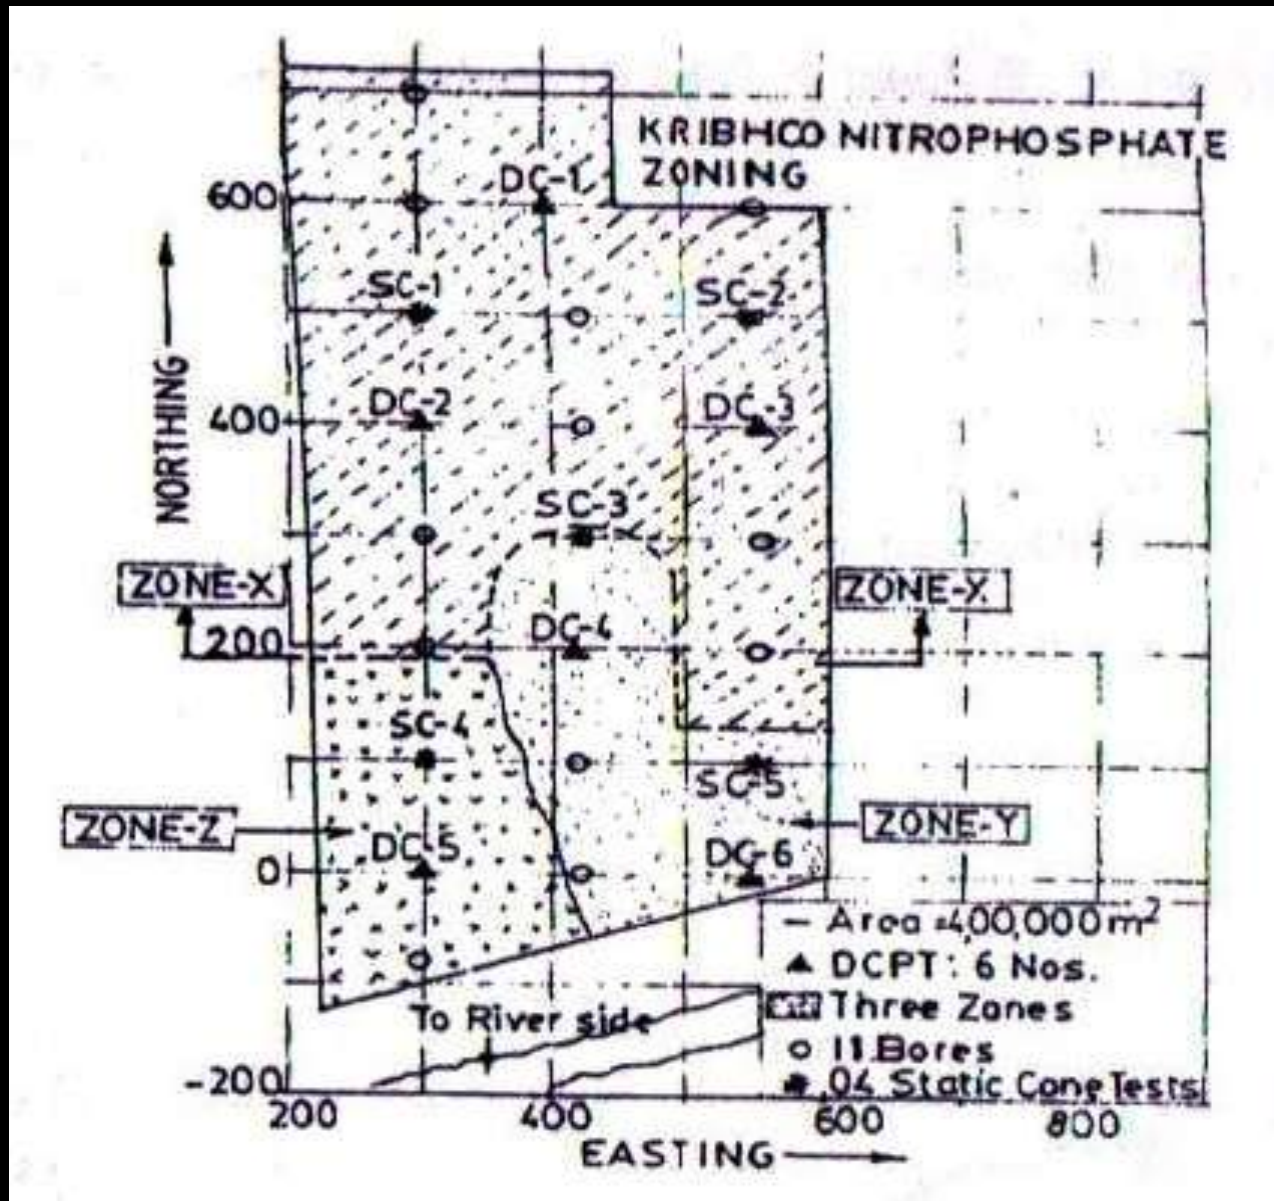 KRIBHCO NITROPHOSPHATE
ZONING
DC-1
600
SC-1
SC-2
DC-2
DC-3
400
NORTHING
SC-3
ZONE-X
ZONE-X
DC-4
200
SC-4
SC-5
ZONE-Z
ZONE-Y
DC-5
DC-6
0
- Area =4,00,000 m²
▲ DCPT: 6 Nos.
Three Zones
To River side
o 11 Bores
04 Static Cone Tests
-200
200
400
600
800
EASTING